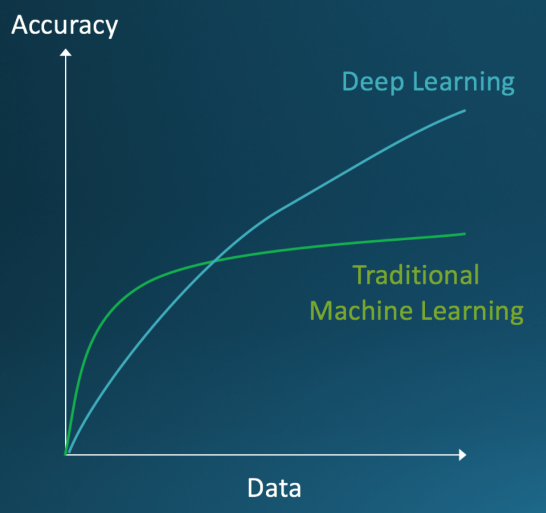 Accuracy
Deep Learning
Traditional
Machine Learning
Data